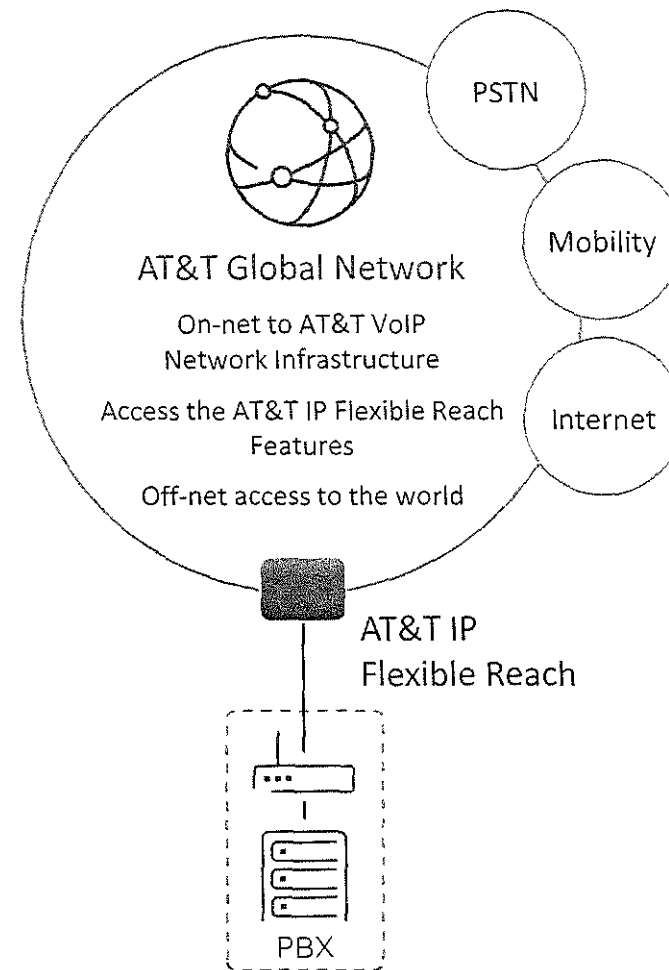 PSTN
Mobility
Internet
AT&T Global Network
On-net to AT&T VoIP
Network Infrastructure
Access the AT&T IP Flexible Reach
Features
Off-net access to the world
AT&T IP
Flexible Reach
PBX